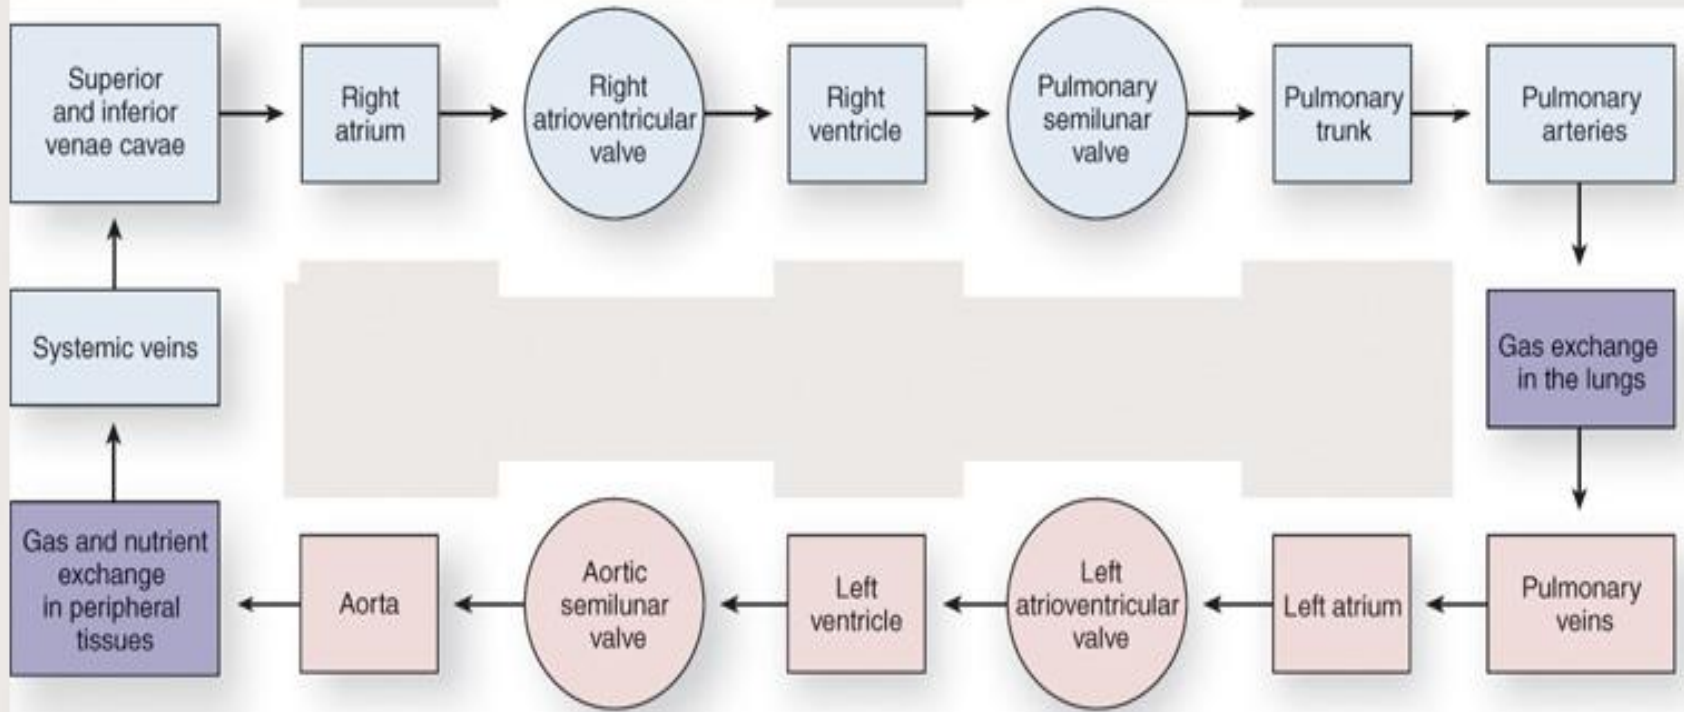 Superior
and inferior
venae cavae
Right
atrium
Right
atrioventricular
valve
Right
ventricle
Pulmonary
semilunar
valve
Pulmonary
trunk
Pulmonary
arteries
Systemic veins
Gas exchange
in the lungs
Gas and nutrient
exchange
in peripheral
tissues
Aorta
Aortic
semilunar
valve
Left
ventricle
Left
atrioventricular
valve
Left atrium
Pulmonary
veins